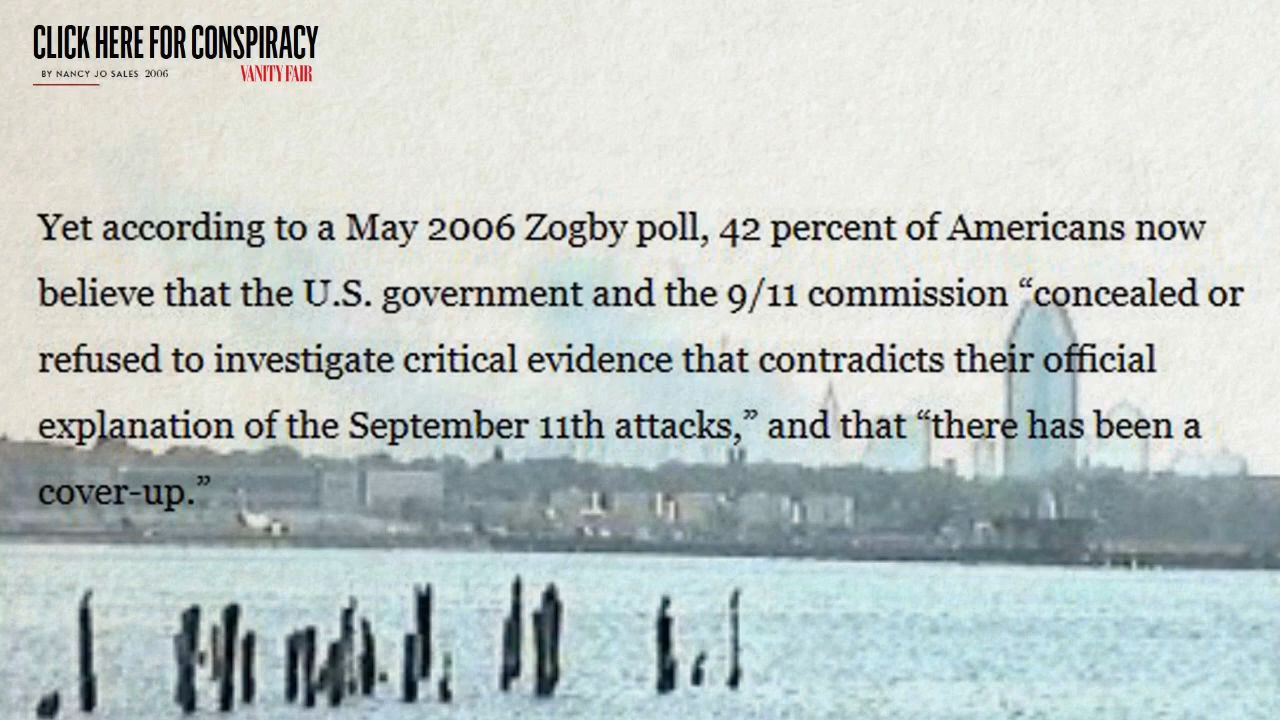 CLICK HERE FOR CONSPIRACY
BY NANCY JO SALES 2006
VANITY FAIR
Yet according to a May 2006 Zogby poll, 42 percent of Americans now
believe that the U.S. government and the 9/11 commission “concealed or
refused to investigate critical evidence that contradicts their official
explanation of the September 11th attacks,” and that “there has been a
cover-up.”